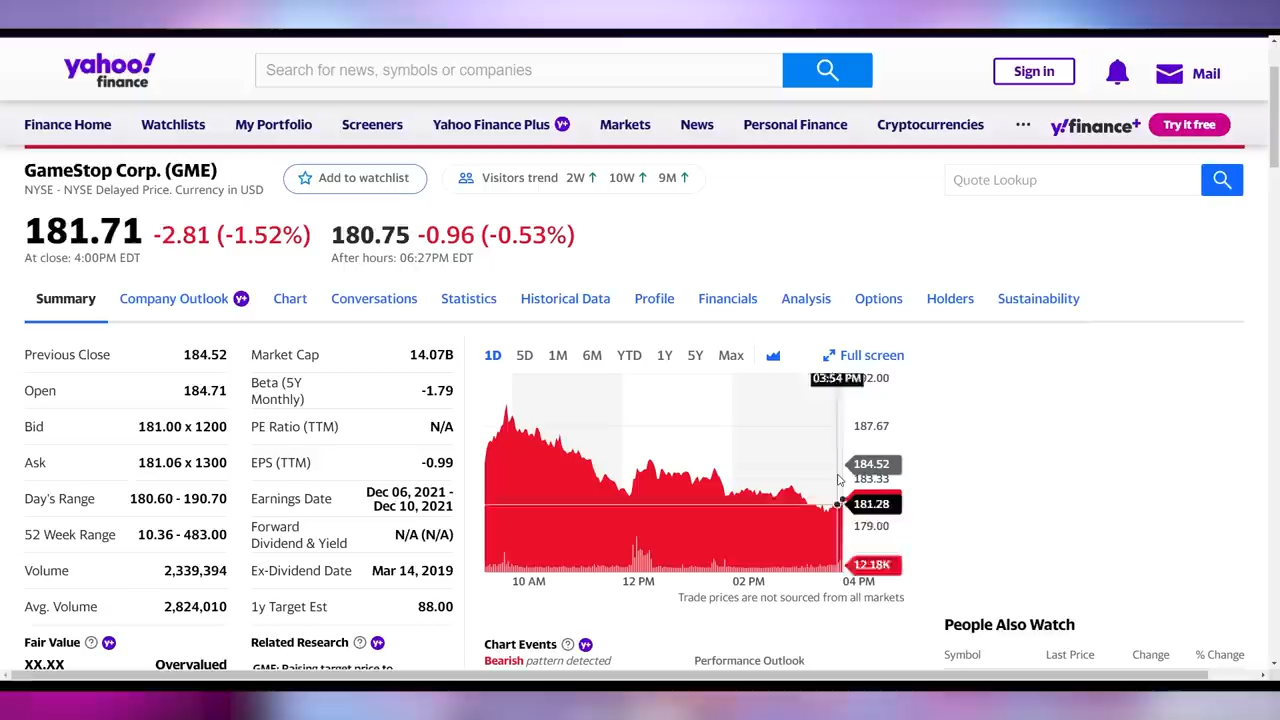 yahoo!
finance
Search for news, symbols or companies
Sign in
Mail
Finance Home
Watchlists
My Portfolio
Screeners
Yahoo Finance Plus Y+
Markets
News
Personal Finance
Cryptocurrencies
...
y!finance+
Try it free
GameStop Corp. (GME)
NYSE - NYSE Delayed Price. Currency in USD
Add to watchlist
Visitors trend 2W ↑ 10W ↑ 9M ↑
Quote Lookup
181.71 -2.81 (-1.52%)
At close: 4:00PM EDT
180.75 -0.96 (-0.53%)
After hours: 06:27PM EDT
Summary
Company Outlook Y+
Chart
Conversations
Statistics
Historical Data
Profile
Financials
Analysis
Options
Holders
Sustainability
Previous Close 184.52
Open 184.71
Bid 181.00 x 1200
Ask 181.06 x 1300
Day's Range 180.60 - 190.70
52 Week Range 10.36 - 483.00
Volume 2,339,394
Avg. Volume 2,824,010
Fair Value
XX.XX Overvalued
Market Cap 14.07B
Beta (5Y
Monthly) -1.79
PE Ratio (TTM) N/A
EPS (TTM) -0.99
Earnings Date Dec 06, 2021 -
Dec 10, 2021
Forward
Dividend & Yield N/A (N/A)
Ex-Dividend Date Mar 14, 2019
1y Target Est 88.00
Related Research
GME: Raising target price to
1D 5D 1M 6M YTD 1Y 5Y Max
Full screen
03:54 PM
92.00
187.67
184.52
183.33
181.28
179.00
12.18K
10 AM 12 PM 02 PM 04 PM
Trade prices are not sourced from all markets
Chart Events
Bearish pattern detected
Performance Outlook
People Also Watch
Symbol Last Price Change % Change